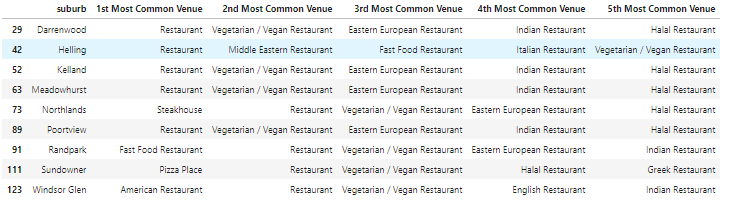 suburb 1st Most Common Venue 2nd Most Common Venue 3rd Most Common Venue 4th Most Common Venue 5th Most Common Venue
29 Darrenwood Restaurant Vegetarian / Vegan Restaurant Eastern European Restaurant Indian Restaurant Halal Restaurant
42 Helling Restaurant Middle Eastern Restaurant Fast Food Restaurant Italian Restaurant Vegetarian / Vegan Restaurant
52 Kelland Restaurant Vegetarian / Vegan Restaurant Eastern European Restaurant Indian Restaurant Halal Restaurant
63 Meadowhurst Restaurant Vegetarian / Vegan Restaurant Eastern European Restaurant Indian Restaurant Halal Restaurant
73 Northlands Steakhouse Restaurant Vegetarian / Vegan Restaurant Eastern European Restaurant Halal Restaurant
89 Poortview Restaurant Vegetarian / Vegan Restaurant Eastern European Restaurant Indian Restaurant Halal Restaurant
91 Randpark Fast Food Restaurant Restaurant Vegetarian / Vegan Restaurant Eastern European Restaurant Indian Restaurant
111 Sundowner Pizza Place Restaurant Vegetarian / Vegan Restaurant Halal Restaurant Greek Restaurant
123 Windsor Glen American Restaurant Restaurant Vegetarian / Vegan Restaurant English Restaurant Indian Restaurant